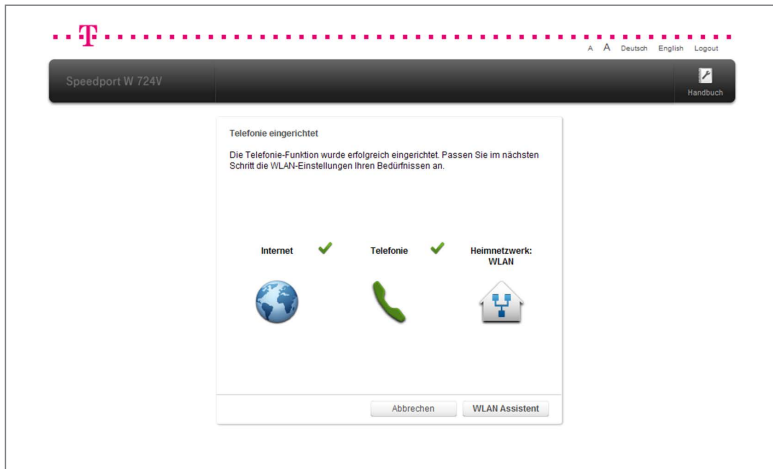 T
A A Deutsch English Logout
Speedport W 724V
Handbuch
Telefonie eingerichtet
Die Telefonie-Funktion wurde erfolgreich eingerichtet. Passen Sie im nächsten
Schritt die WLAN-Einstellungen Ihren Bedürfnissen an.
Internet Telefonie Heimnetzwerk:
WLAN
Abbrechen WLAN Assistent